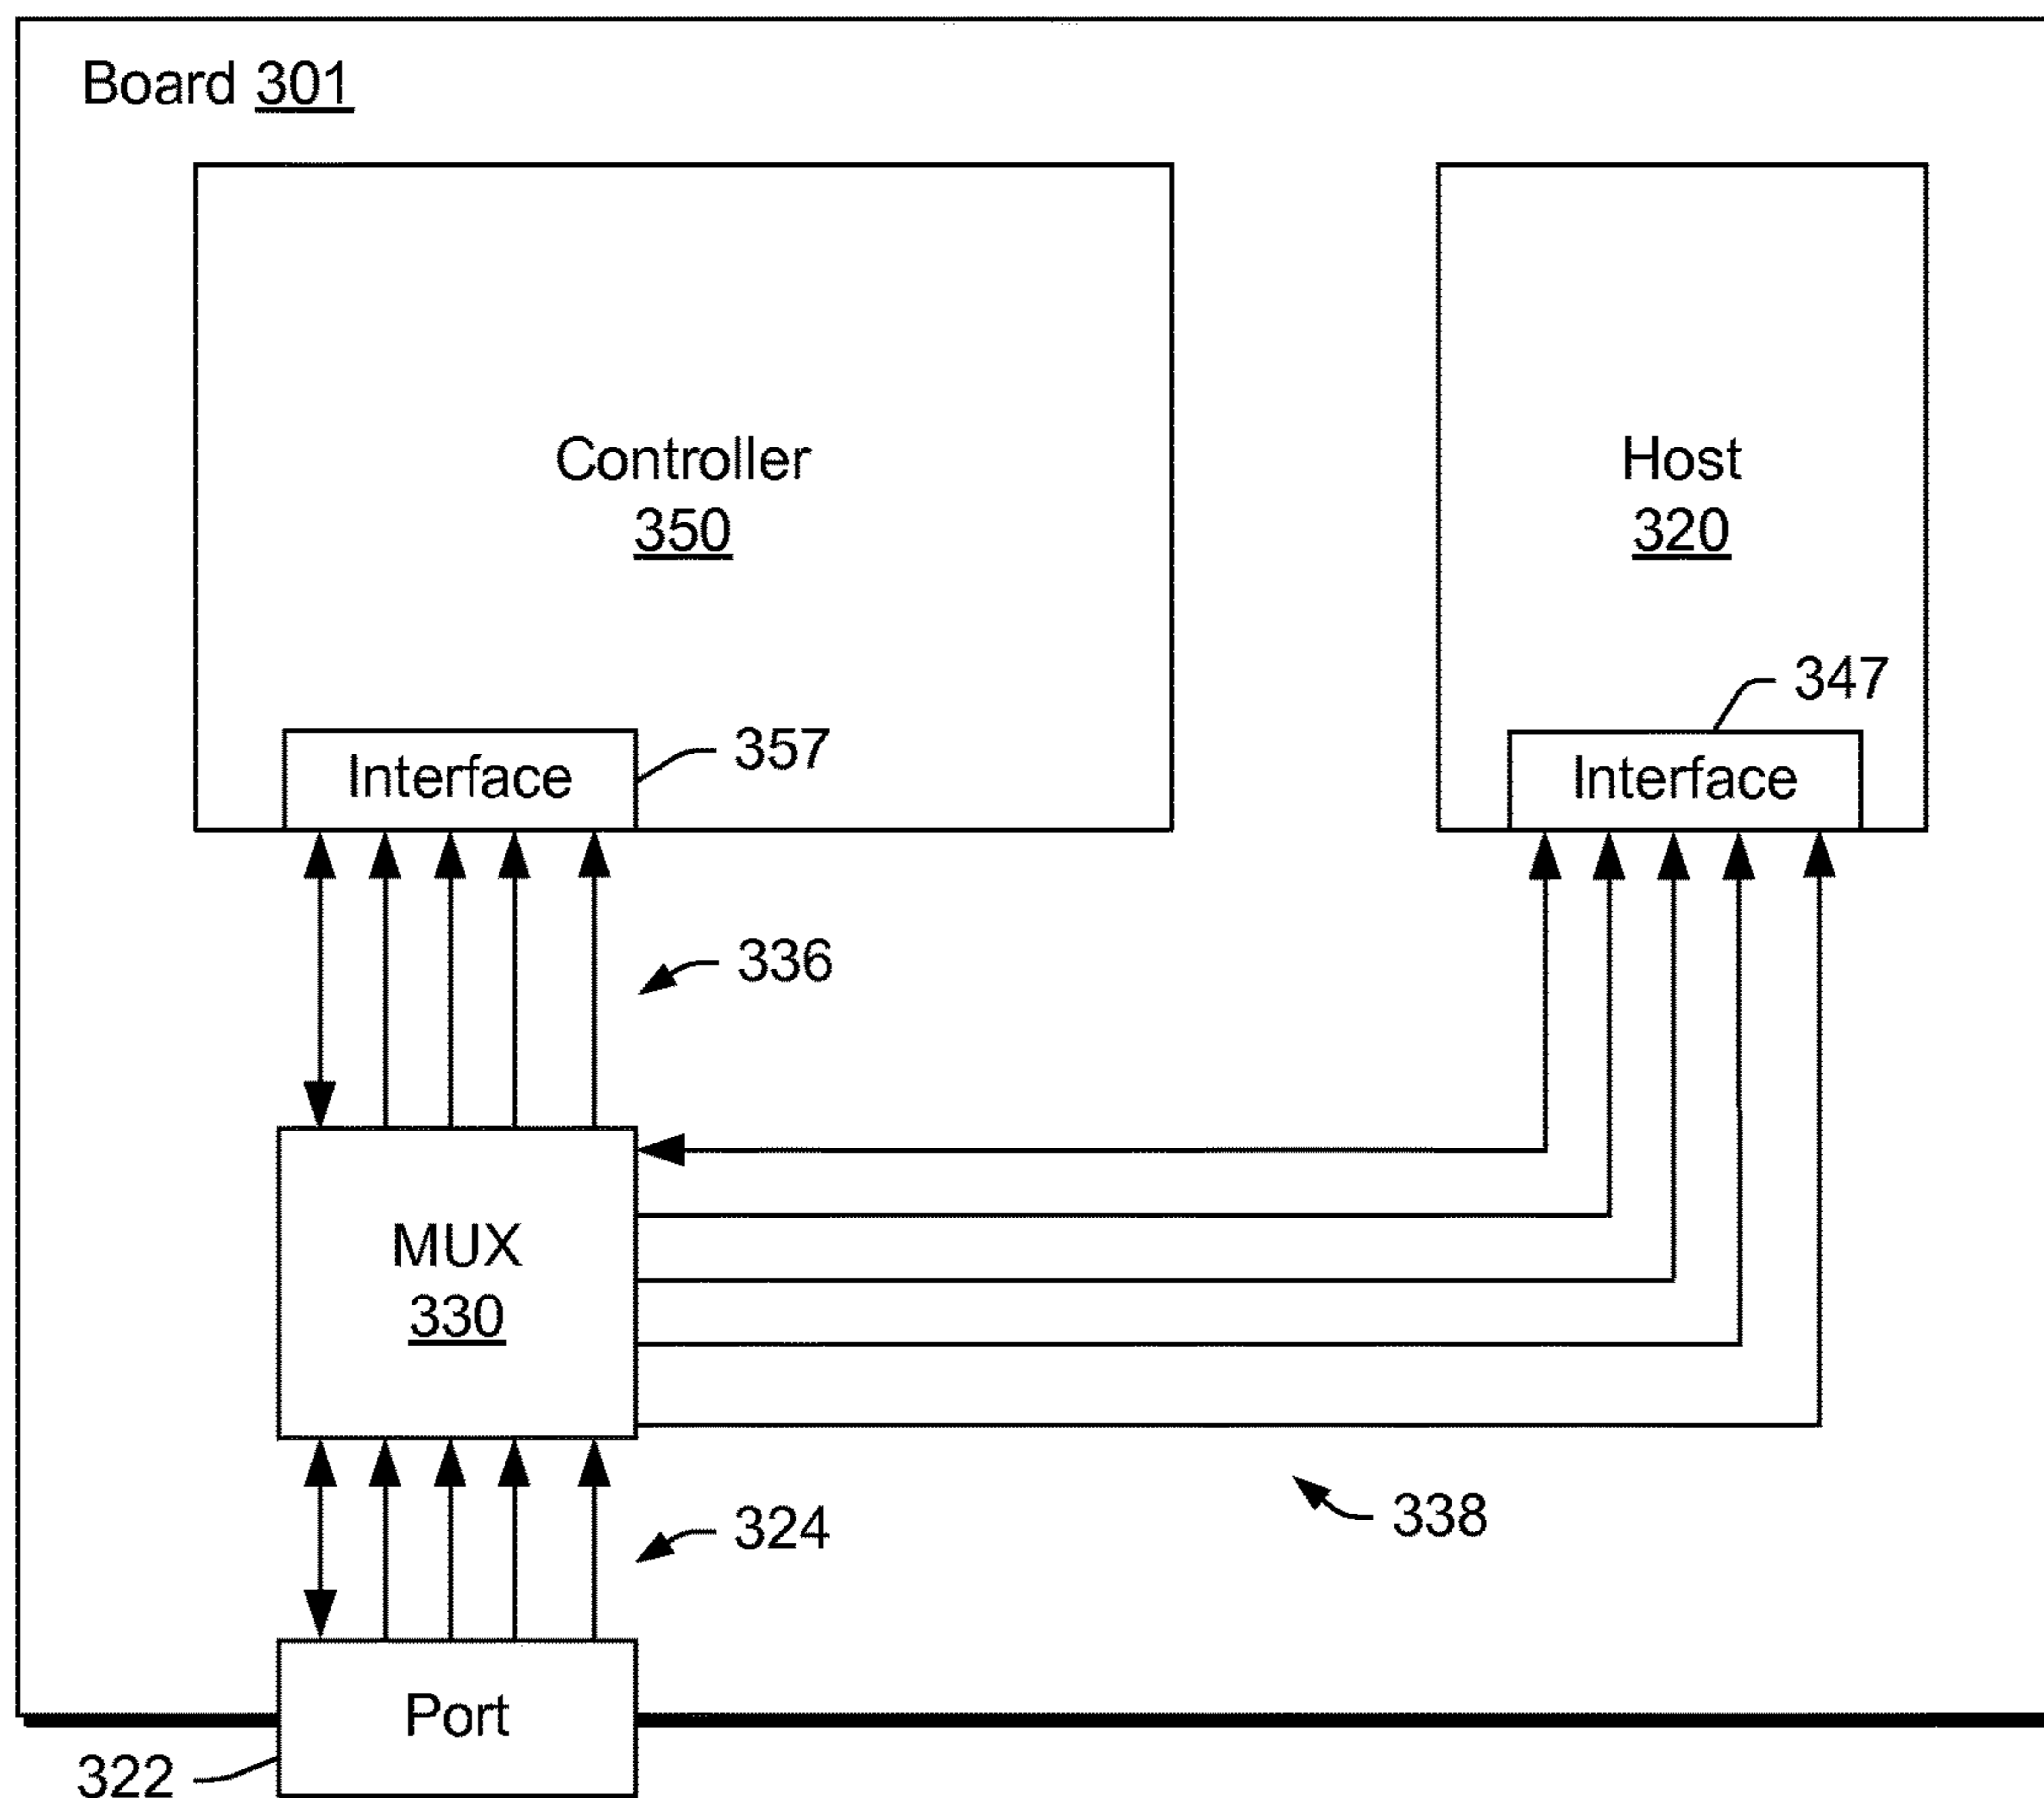 Board 301
Controller
350
Host
320
347
357
Interface
Interface
336
MUX
330
324
338
Port
322